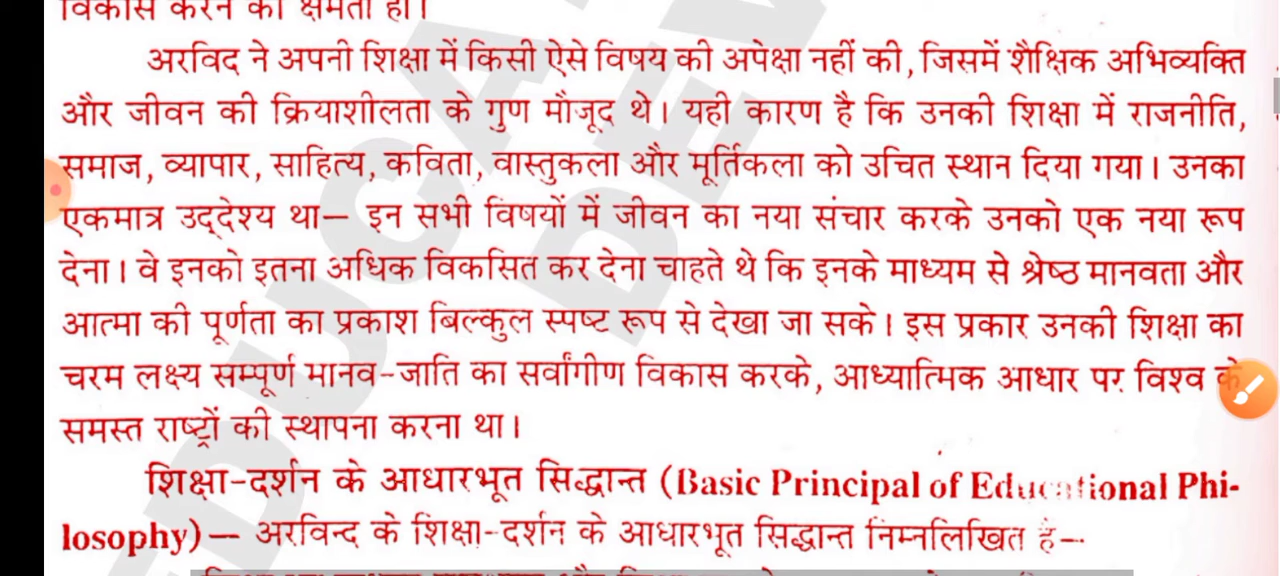 विकास करने की क्षमता हो।
अरविद ने अपनी शिक्षा में किसी ऐसे विषय की अपेक्षा नहीं की, जिसमें शैक्षिक अभिव्यक्ति
और जीवन की क्रियाशीलता के गुण मौजूद थे। यही कारण है कि उनकी शिक्षा में राजनीति,
समाज, व्यापार, साहित्य, कविता, वास्तुकला और मूर्तिकला को उचित स्थान दिया गया। उनका
एकमात्र उद्देश्य था— इन सभी विषयों में जीवन का नया संचार करके उनको एक नया रूप
देना। वे इनको इतना अधिक विकसित कर देना चाहते थे कि इनके माध्यम से श्रेष्ठ मानवता और
आत्मा की पूर्णता का प्रकाश बिल्कुल स्पष्ट रूप से देखा जा सके। इस प्रकार उनकी शिक्षा का
चरम लक्ष्य सम्पूर्ण मानव-जाति का सर्वांगीण विकास करके, आध्यात्मिक आधार पर विश्व के
समस्त राष्ट्रों की स्थापना करना था।
शिक्षा-दर्शन के आधारभूत सिद्धान्त (Basic Principal of Educational Phi-
losophy)— अरविन्द के शिक्षा-दर्शन के आधारभूत सिद्धान्त निम्नलिखित है—